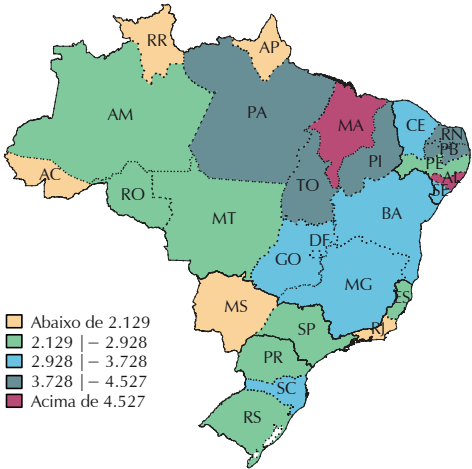 RR
AP
AM
PA
MA
CE
RN
PB
PI
PE
AC
TO
AL
SE
RO
MT
BA
DF
GO
MG
MS
ES
SP
RJ
PR
SC
RS
Abaixo de 2.129
2.129 |− 2.928
2.928 |− 3.728
3.728 |− 4.527
Acima de 4.527